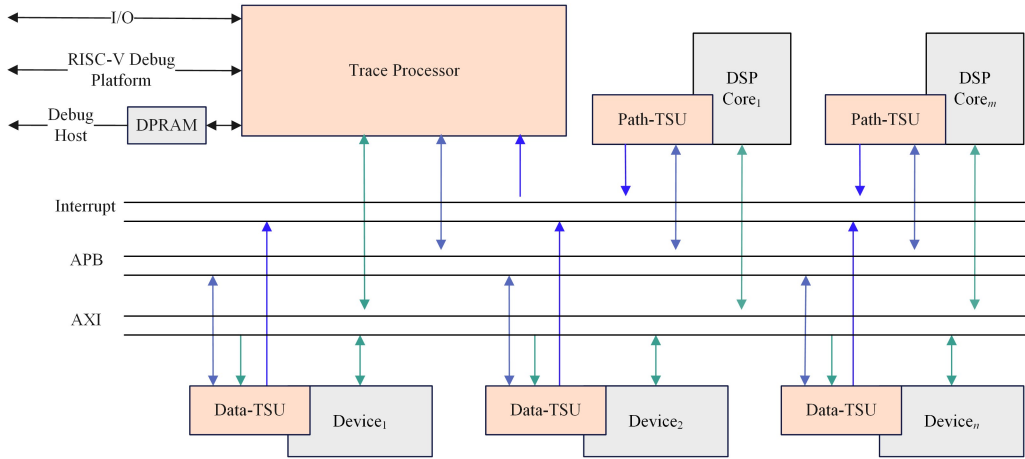 I/O
RISC-V Debug
Platform
Debug
Host
DPRAM
Trace Processor
Path-TSU
DSP
Core₁
Path-TSU
DSP
Coreₘ
Interrupt
APB
AXI
Data-TSU
Device₁
Data-TSU
Device₂
Data-TSU
Deviceₙ